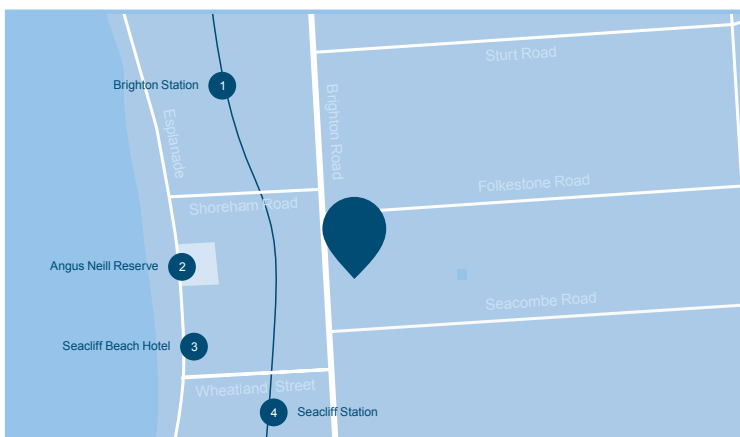 Sturt Road
Brighton Station
1
Brighton Road
Esplanade
Folkestone Road
Shoreham Road
Angus Neill Reserve
2
Seacombe Road
Seacliff Beach Hotel
3
Wheatland Street
4
Seacliff Station